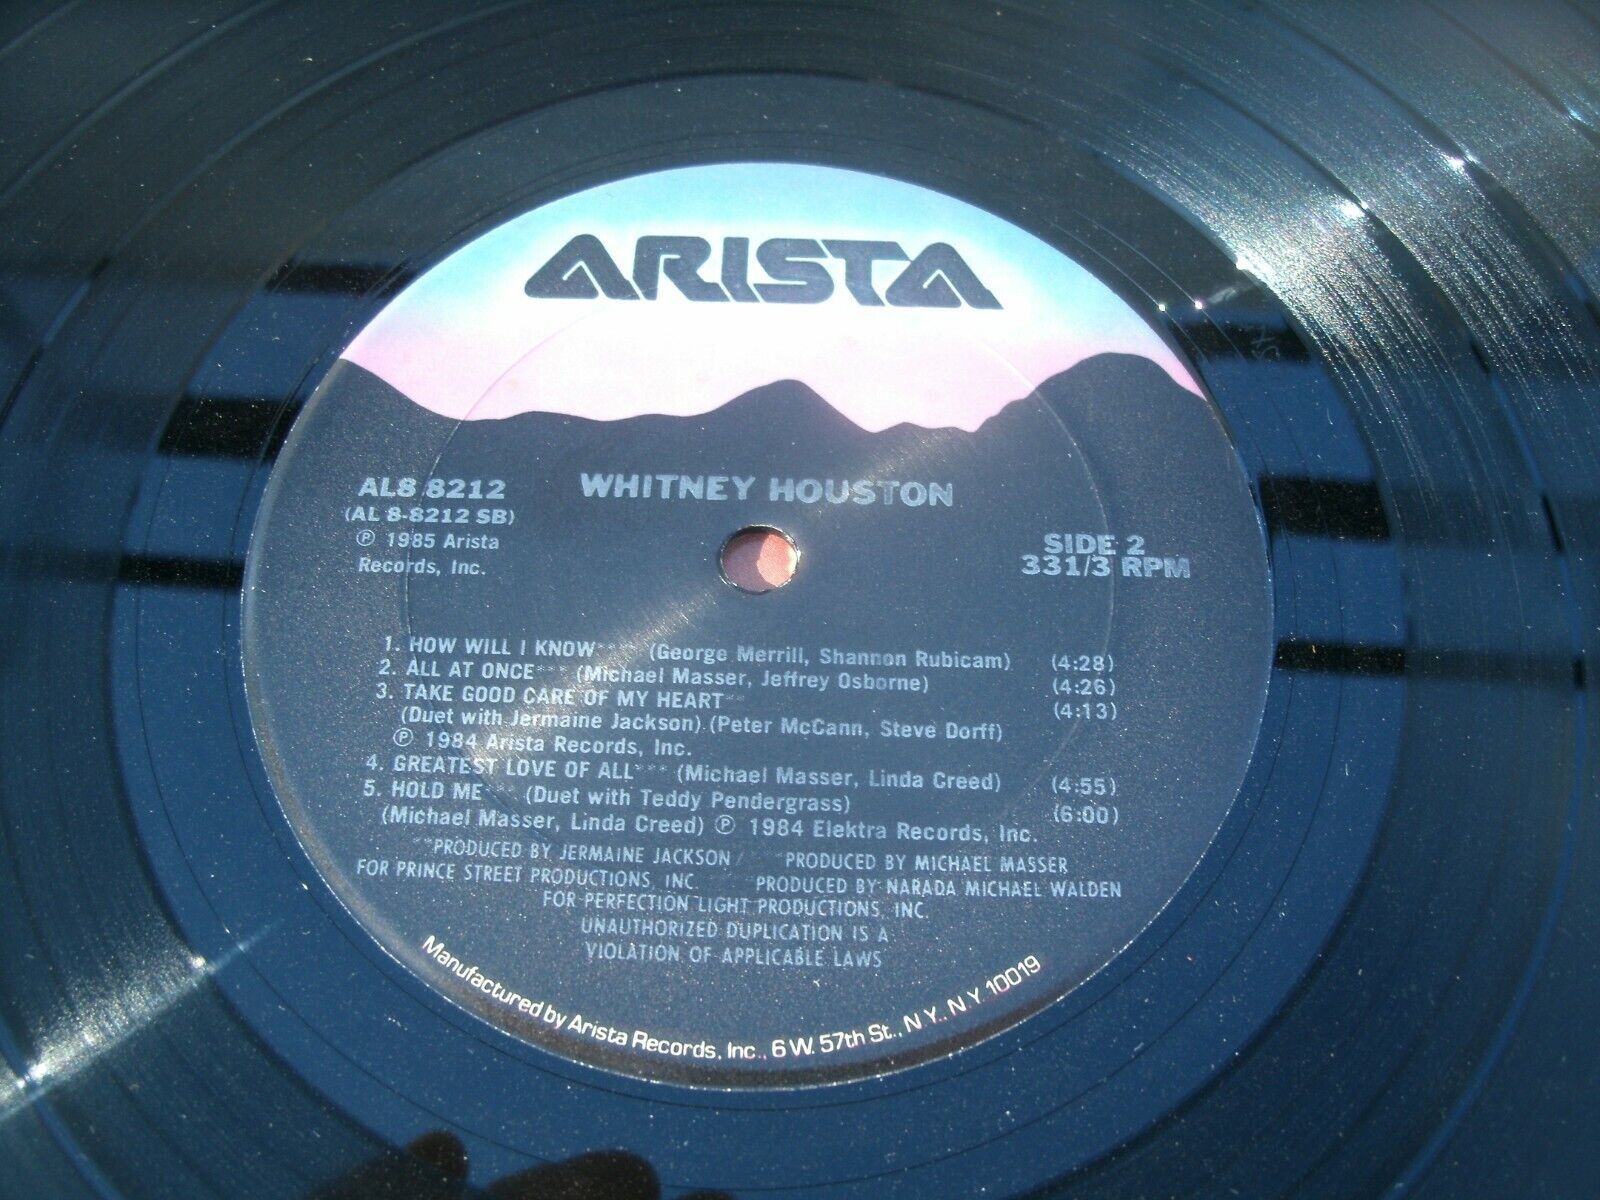 ARISTA
AL8 8212
(AL 8-8212 SB)
℗ 1985 Arista
Records, Inc.
WHITNEY HOUSTON
SIDE 2
331/3 RPM
1. HOW WILL I KNOW**** (George Merrill, Shannon Rubicam) (4:28)
2. ALL AT ONCE*** (Michael Masser, Jeffrey Osborne) (4:26)
3. TAKE GOOD CARE OF MY HEART** (4:13)
(Duet with Jermaine Jackson) (Peter McCann, Steve Dorff)
℗ 1984 Arista Records, Inc.
4. GREATEST LOVE OF ALL*** (Michael Masser, Linda Creed) (4:55)
5. HOLD ME (Duet with Teddy Pendergrass) (6:00)
(Michael Masser, Linda Creed) ℗ 1984 Elektra Records, Inc.
**PRODUCED BY JERMAINE JACKSON/ ***PRODUCED BY MICHAEL MASSER
FOR PRINCE STREET PRODUCTIONS, INC. ****PRODUCED BY NARADA MICHAEL WALDEN
FOR PERFECTION LIGHT PRODUCTIONS, INC.
UNAUTHORIZED DUPLICATION IS A
VIOLATION OF APPLICABLE LAWS
Manufactured by Arista Records, Inc., 6 W. 57th St., N.Y., N.Y. 10019